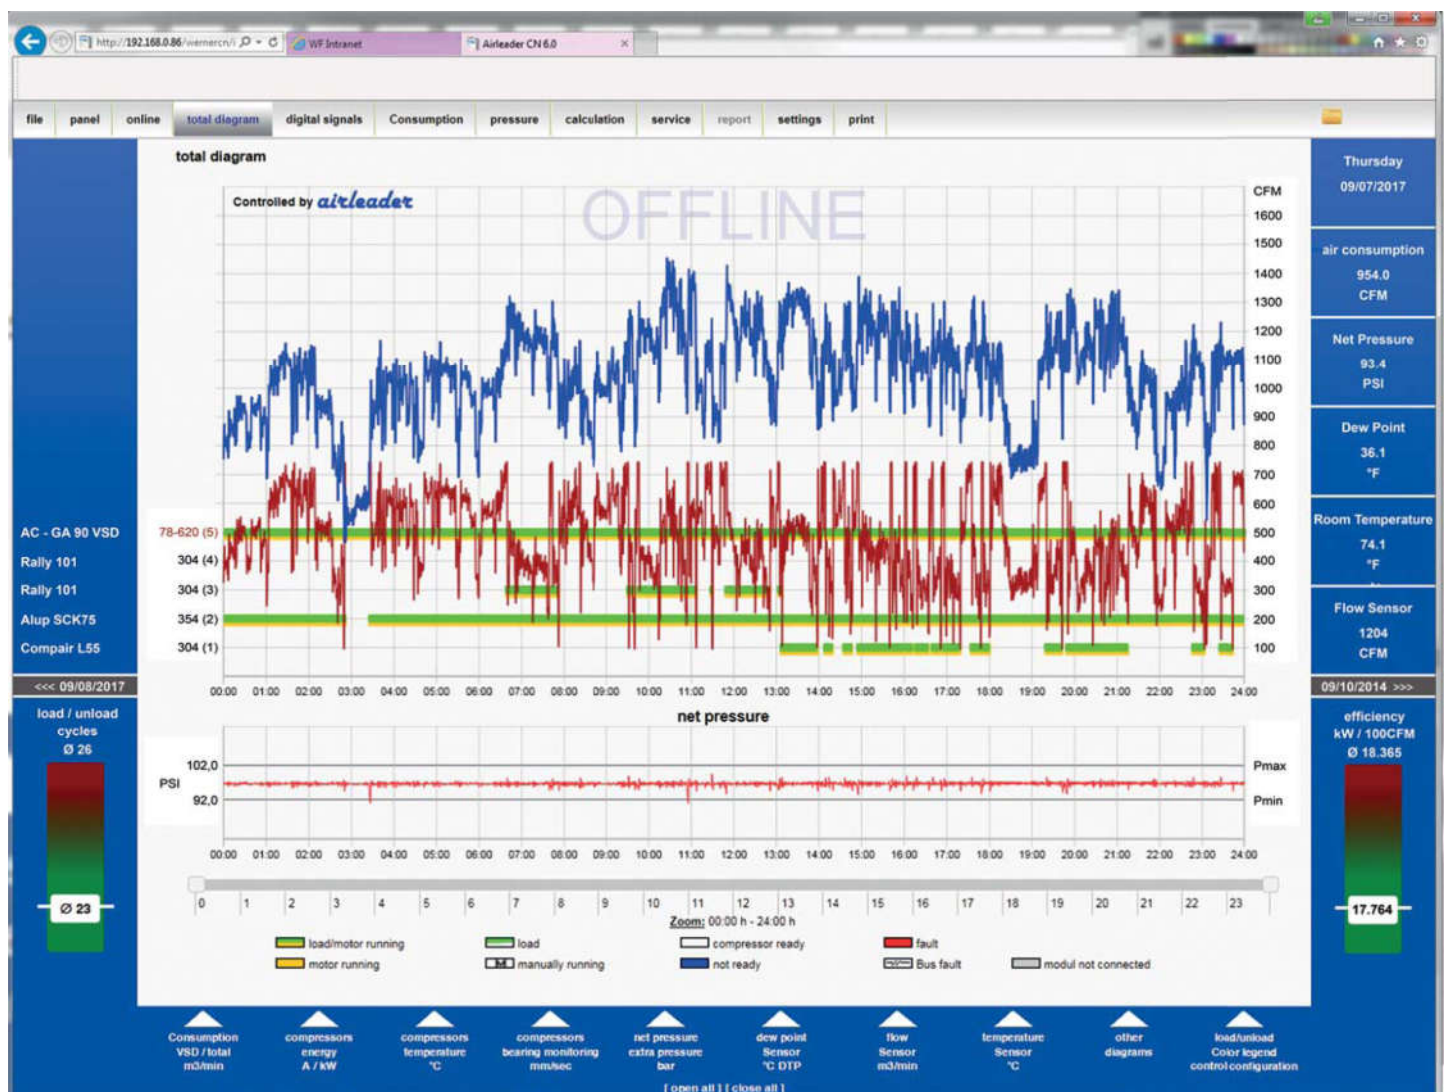 http://192.168.0.86/wernercn/i
WF Intranet
Airleader CN 6.0
file
panel
online
total diagram
digital signals
Consumption
pressure
calculation
service
report
settings
print
total diagram
Controlled by airleader
OFFLINE
CFM
1600
1500
1400
1300
1200
1100
1000
900
800
700
600
500
400
300
200
100
AC - GA 90 VSD
78-620 (5)
Rally 101
304 (4)
Rally 101
304 (3)
Alup SCK75
354 (2)
Compair L55
304 (1)
00:00 01:00 02:00 03:00 04:00 05:00 06:00 07:00 08:00 09:00 10:00 11:00 12:00 13:00 14:00 15:00 16:00 17:00 18:00 19:00 20:00 21:00 22:00 23:00 24:00
<<< 09/08/2017
load / unload
cycles
Ø 26
Ø 23
net pressure
PSI
102,0
92,0
Pmax
Pmin
00:00 01:00 02:00 03:00 04:00 05:00 06:00 07:00 08:00 09:00 10:00 11:00 12:00 13:00 14:00 15:00 16:00 17:00 18:00 19:00 20:00 21:00 22:00 23:00 24:00
0 1 2 3 4 5 6 7 8 9 10 11 12 13 14 15 16 17 18 19 20 21 22 23
Zoom: 00:00 h - 24:00 h
load/motor running
load
compressor ready
fault
motor running
M
manually running
not ready
Bus fault
modul not connected
Thursday
09/07/2017
air consumption
954.0
CFM
Net Pressure
93.4
PSI
Dew Point
36.1
°F
Room Temperature
74.1
°F
Flow Sensor
1204
CFM
09/10/2014 >>>
efficiency
kW / 100CFM
Ø 18.365
17.764
Consumption
VSD / total
m3/min
compressors
energy
A / kW
compressors
temperature
°C
compressors
bearing monitoring
mm/sec
net pressure
extra pressure
bar
dew point
Sensor
°C DTP
flow
Sensor
m3/min
temperature
Sensor
°C
other
diagrams
load/unload
Color legend
control configuration
[ open all ] [ close all ]